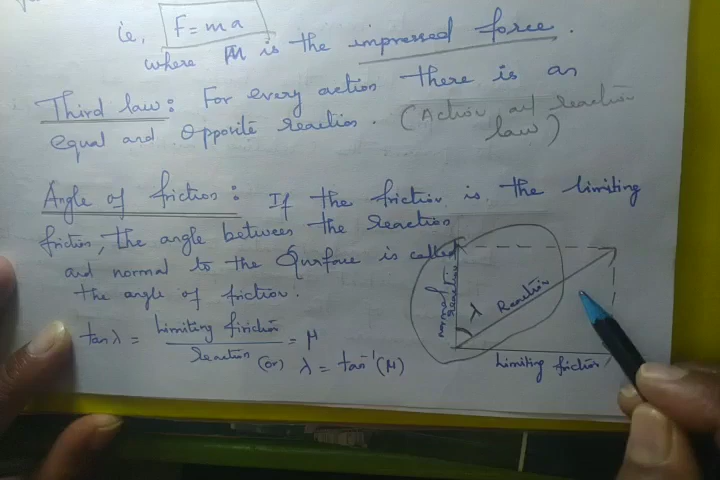 ie, F = ma
where F is the impressed force.
Third law: For every action there is an
equal and opposite reaction. (Action and reaction
law)
Angle of friction: If the friction is the limiting
friction, the angle between the reaction
and normal to the surface is called
the angle of friction.
tan λ = Limiting friction / reaction = μ
(or) λ = tan⁻¹(μ)
normal reaction
λ
Reaction
Limiting friction